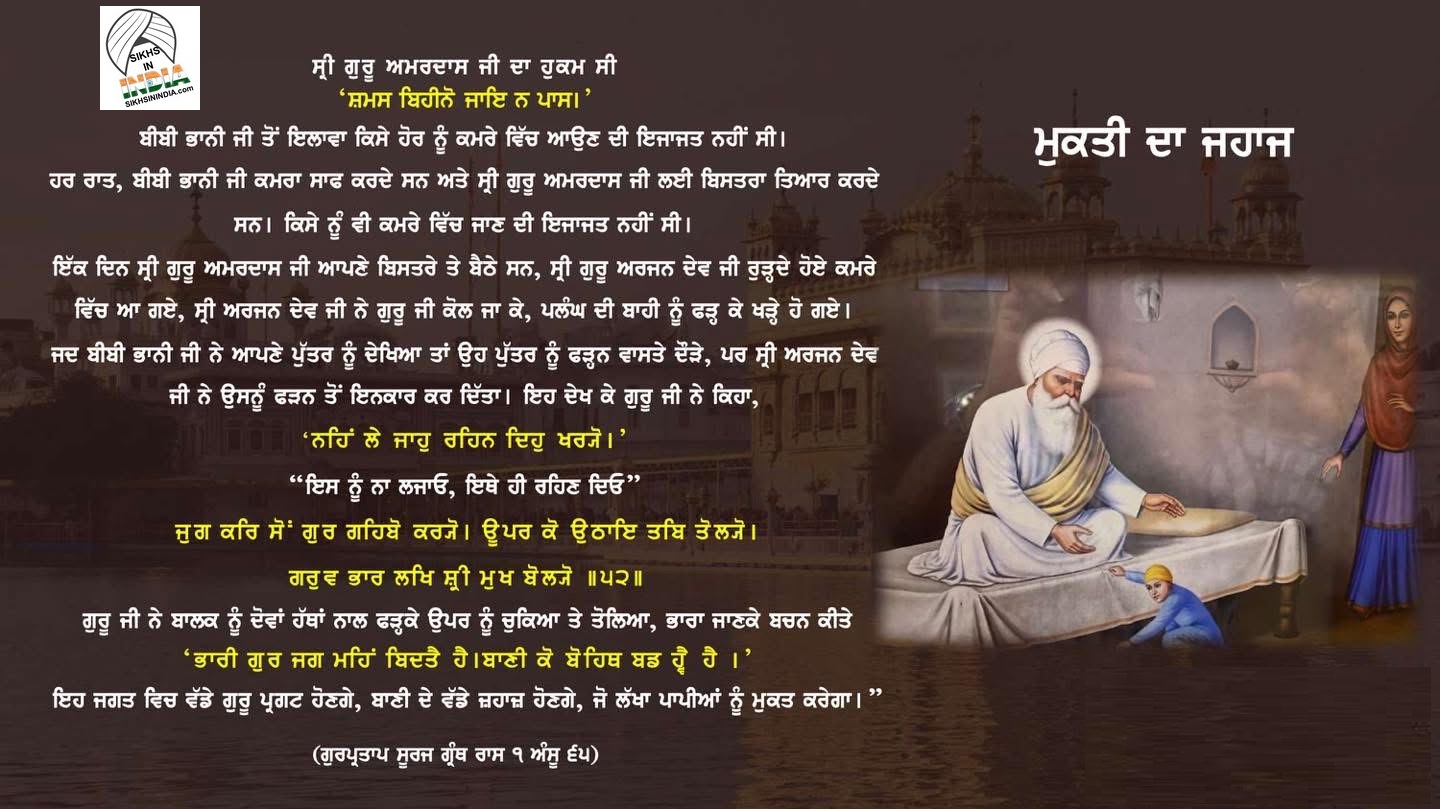 SIKHS
IN
INDIA
SIKHSININDIA.com
ਸ੍ਰੀ ਗੁਰੂ ਅਮਰਦਾਸ ਜੀ ਦਾ ਹੁਕਮ ਸੀ
‘ਸ਼ਮਸ ਬਿਹੀਨੋ ਜਾਇ ਨ ਪਾਸ।’
ਬੀਬੀ ਭਾਨੀ ਜੀ ਤੋਂ ਇਲਾਵਾ ਕਿਸੇ ਹੋਰ ਨੂੰ ਕਮਰੇ ਵਿੱਚ ਆਉਣ ਦੀ ਇਜਾਜਤ ਨਹੀਂ ਸੀ।
ਹਰ ਰਾਤ, ਬੀਬੀ ਭਾਨੀ ਜੀ ਕਮਰਾ ਸਾਫ ਕਰਦੇ ਸਨ ਅਤੇ ਸ੍ਰੀ ਗੁਰੂ ਅਮਰਦਾਸ ਜੀ ਲਈ ਬਿਸਤਰਾ ਤਿਆਰ ਕਰਦੇ
ਸਨ। ਕਿਸੇ ਨੂੰ ਵੀ ਕਮਰੇ ਵਿੱਚ ਜਾਣ ਦੀ ਇਜਾਜਤ ਨਹੀਂ ਸੀ।
ਇੱਕ ਦਿਨ ਸ੍ਰੀ ਗੁਰੂ ਅਮਰਦਾਸ ਜੀ ਆਪਣੇ ਬਿਸਤਰੇ ਤੇ ਬੈਠੇ ਸਨ, ਸ੍ਰੀ ਗੁਰੂ ਅਰਜਨ ਦੇਵ ਜੀ ਰੁੜ੍ਹਦੇ ਹੋਏ ਕਮਰੇ
ਵਿੱਚ ਆ ਗਏ, ਸ੍ਰੀ ਅਰਜਨ ਦੇਵ ਜੀ ਨੇ ਗੁਰੂ ਜੀ ਕੋਲ ਜਾ ਕੇ, ਪਲੰਘ ਦੀ ਬਾਹੀ ਨੂੰ ਫੜ੍ਹ ਕੇ ਖੜ੍ਹੇ ਹੋ ਗਏ।
ਜਦ ਬੀਬੀ ਭਾਨੀ ਜੀ ਨੇ ਆਪਣੇ ਪੁੱਤਰ ਨੂੰ ਦੇਖਿਆ ਤਾਂ ਉਹ ਪੁੱਤਰ ਨੂੰ ਫੜ੍ਹਨ ਵਾਸਤੇ ਦੌੜੇ, ਪਰ ਸ੍ਰੀ ਅਰਜਨ ਦੇਵ
ਜੀ ਨੇ ਉਸਨੂੰ ਫੜਨ ਤੋਂ ਇਨਕਾਰ ਕਰ ਦਿੱਤਾ। ਇਹ ਦੇਖ ਕੇ ਗੁਰੂ ਜੀ ਨੇ ਕਿਹਾ,
‘ਨਹਿਂ ਲੇ ਜਾਹੁ ਰਹਿਨ ਦਿਹੁ ਖਰ੍ਯੋ।’
“ਇਸ ਨੂੰ ਨਾ ਲਜਾਓ, ਇਥੇ ਹੀ ਰਹਿਣ ਦਿਓ”
ਜੁਗ ਕਰਿ ਸੋਂ ਗੁਰ ਗਹਿਬੋ ਕਰ੍ਯੋ। ਊਪਰ ਕੋ ਉਠਾਇ ਤਬਿ ਤੋਲ੍ਯੋ।
ਗਰੁਵ ਭਾਰ ਲਖਿ ਸ਼੍ਰੀ ਮੁਖ ਬੋਲ੍ਯੋ ॥੫੨॥
ਗੁਰੂ ਜੀ ਨੇ ਬਾਲਕ ਨੂੰ ਦੋਵਾਂ ਹੱਥਾਂ ਨਾਲ ਫੜ੍ਹਕੇ ਉਪਰ ਨੂੰ ਚੁਕਿਆ ਤੇ ਤੋਲਿਆ, ਭਾਰਾ ਜਾਣਕੇ ਬਚਨ ਕੀਤੇ
‘ਭਾਰੀ ਗੁਰ ਜਗ ਮਹਿਂ ਬਿਦਤੈ ਹੈ।ਬਾਣੀ ਕੋ ਬੋਹਿਥ ਬਡ ਹ੍ਵੈ ਹੈ ।’
ਇਹ ਜਗਤ ਵਿਚ ਵੱਡੇ ਗੁਰੂ ਪ੍ਰਗਟ ਹੋਣਗੇ, ਬਾਣੀ ਦੇ ਵੱਡੇ ਜ਼ਹਾਜ਼ ਹੋਣਗੇ, ਜੋ ਲੱਖਾ ਪਾਪੀਆਂ ਨੂੰ ਮੁਕਤ ਕਰੇਗਾ।”
(ਗੁਰਪ੍ਰਤਾਪ ਸੂਰਜ ਗ੍ਰੰਥ ਰਾਸ ੧ ਅੰਸੂ ੬੫)
ਮੁਕਤੀ ਦਾ ਜਹਾਜ